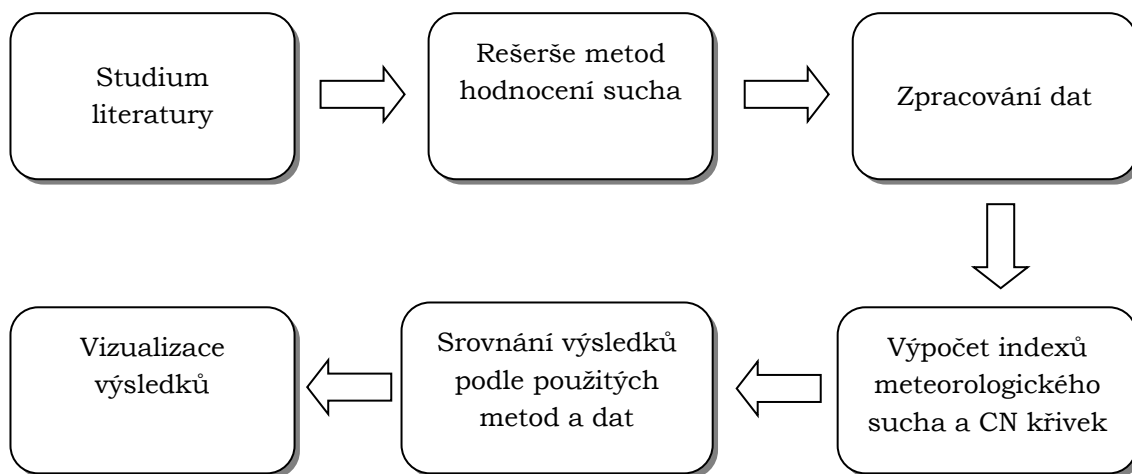 Studium
literatury
Rešerše metod
hodnocení sucha
Zpracování dat
Výpočet indexů
meteorologického
sucha a CN křivek
Srovnání výsledků
podle použitých
metod a dat
Vizualizace
výsledků